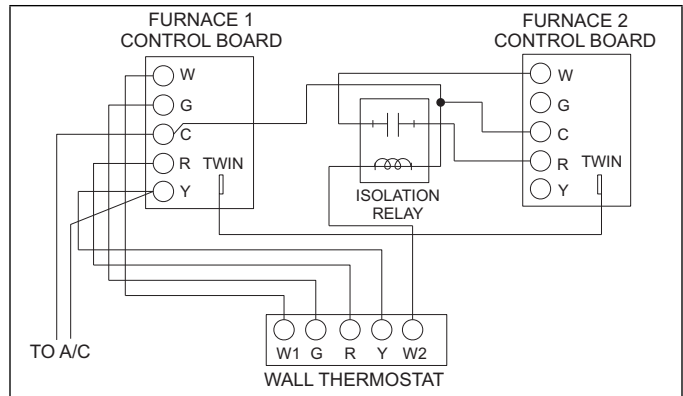 FURNACE 1
CONTROL BOARD
W
G
C
R TWIN
Y
FURNACE 2
CONTROL BOARD
W
G
C
R TWIN
Y
ISOLATION
RELAY
TO A/C
W1 G R Y W2
WALL THERMOSTAT